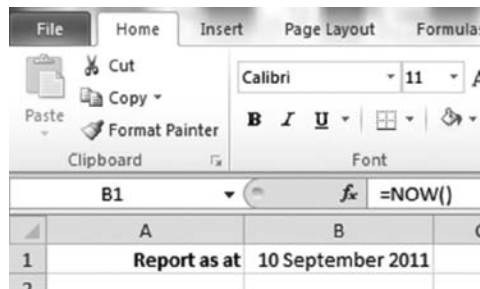 File Home Insert Page Layout Formulas
Cut
Calibri 11
Copy
Paste
Format Painter
B I U
Clipboard Font
B1 fx =NOW()
A B
1 Report as at 10 September 2011